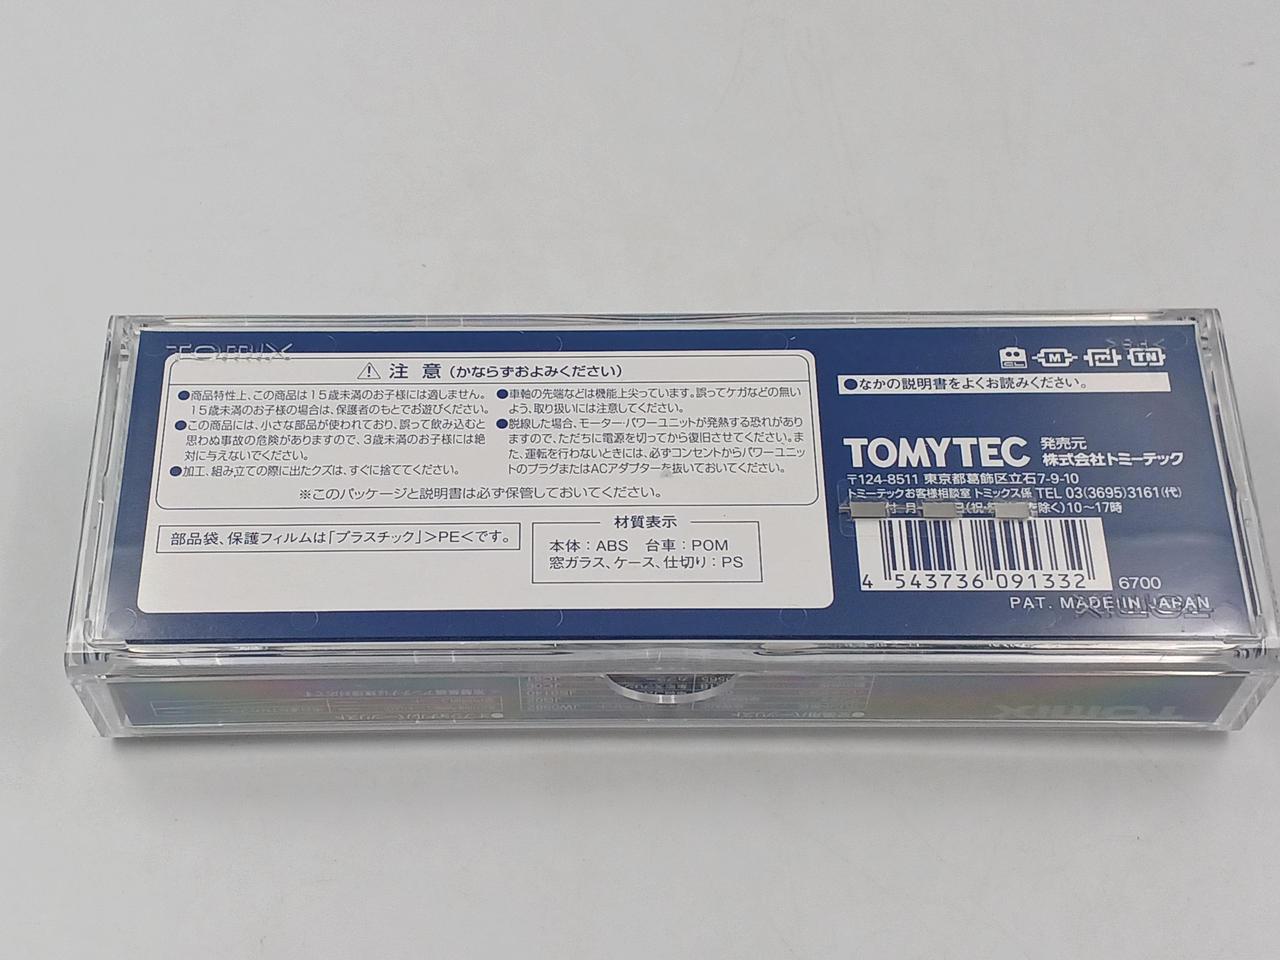 TOMIX
注 意 (かならずおよみください)
●商品特性上、この商品は15歳未満のお子様には適しません。
15歳未満のお子様の場合は、保護者のもとでお遊びください。
●この商品には、小さな部品が使われており、誤って飲み込むと
思わぬ事故の危険がありますので、3歳未満のお子様には絶
対に与えないでください。
●加工、組み立ての際に出たクズは、すぐに捨ててください。
●車軸の先端などは機能上尖っています。誤ってケガなどの無い
よう、取り扱いには注意してください。
●脱線した場合、モーター・パワーユニットが発熱する恐れがあり
ますので、ただちに電源を切ってから復旧させてください。ま
た、運転を行わないときには、必ずコンセントからパワーユニッ
トのプラグまたはACアダプターを抜いておいてください。
※このパッケージと説明書は必ず保管しておいてください。
部品袋、保護フィルムは「プラスチック」>PE<です。
材質表示
本体：ABS 台車：POM
窓ガラス、ケース、仕切り：PS
CL M TN
●なかの説明書をよくお読みください。
TOMYTEC 発売元
株式会社トミーテック
〒124-8511 東京都葛飾区立石7-9-10
トミーテックお客様相談室 トミックス係 TEL 03(3695)3161(代)
付 月 (祝 を除く)10〜17時
4 543736 091332
6700
PAT. MADE IN JAPAN
TOMIX
TOMIX